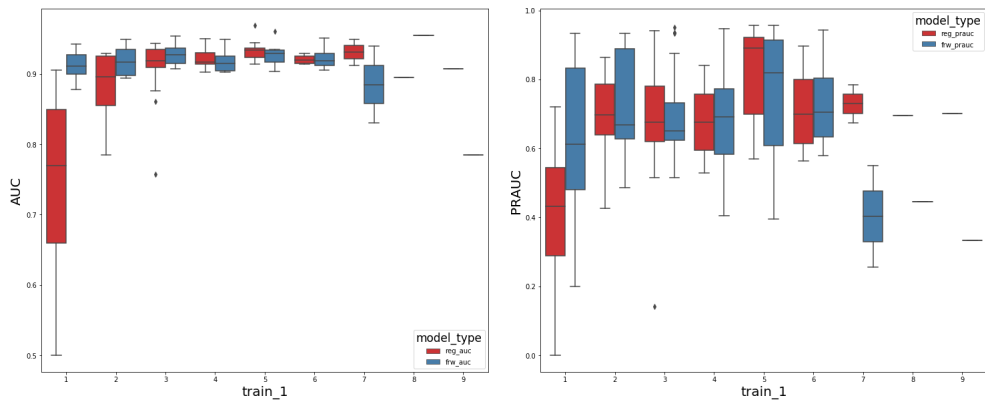 AUC
0.9
0.8
0.7
0.6
0.5
1 2 3 4 5 6 7 8 9
train_1
model_type
reg_auc
frw_auc
PRAUC
1.0
0.8
0.6
0.4
0.2
0.0
1 2 3 4 5 6 7 8 9
train_1
model_type
reg_prauc
frw_prauc